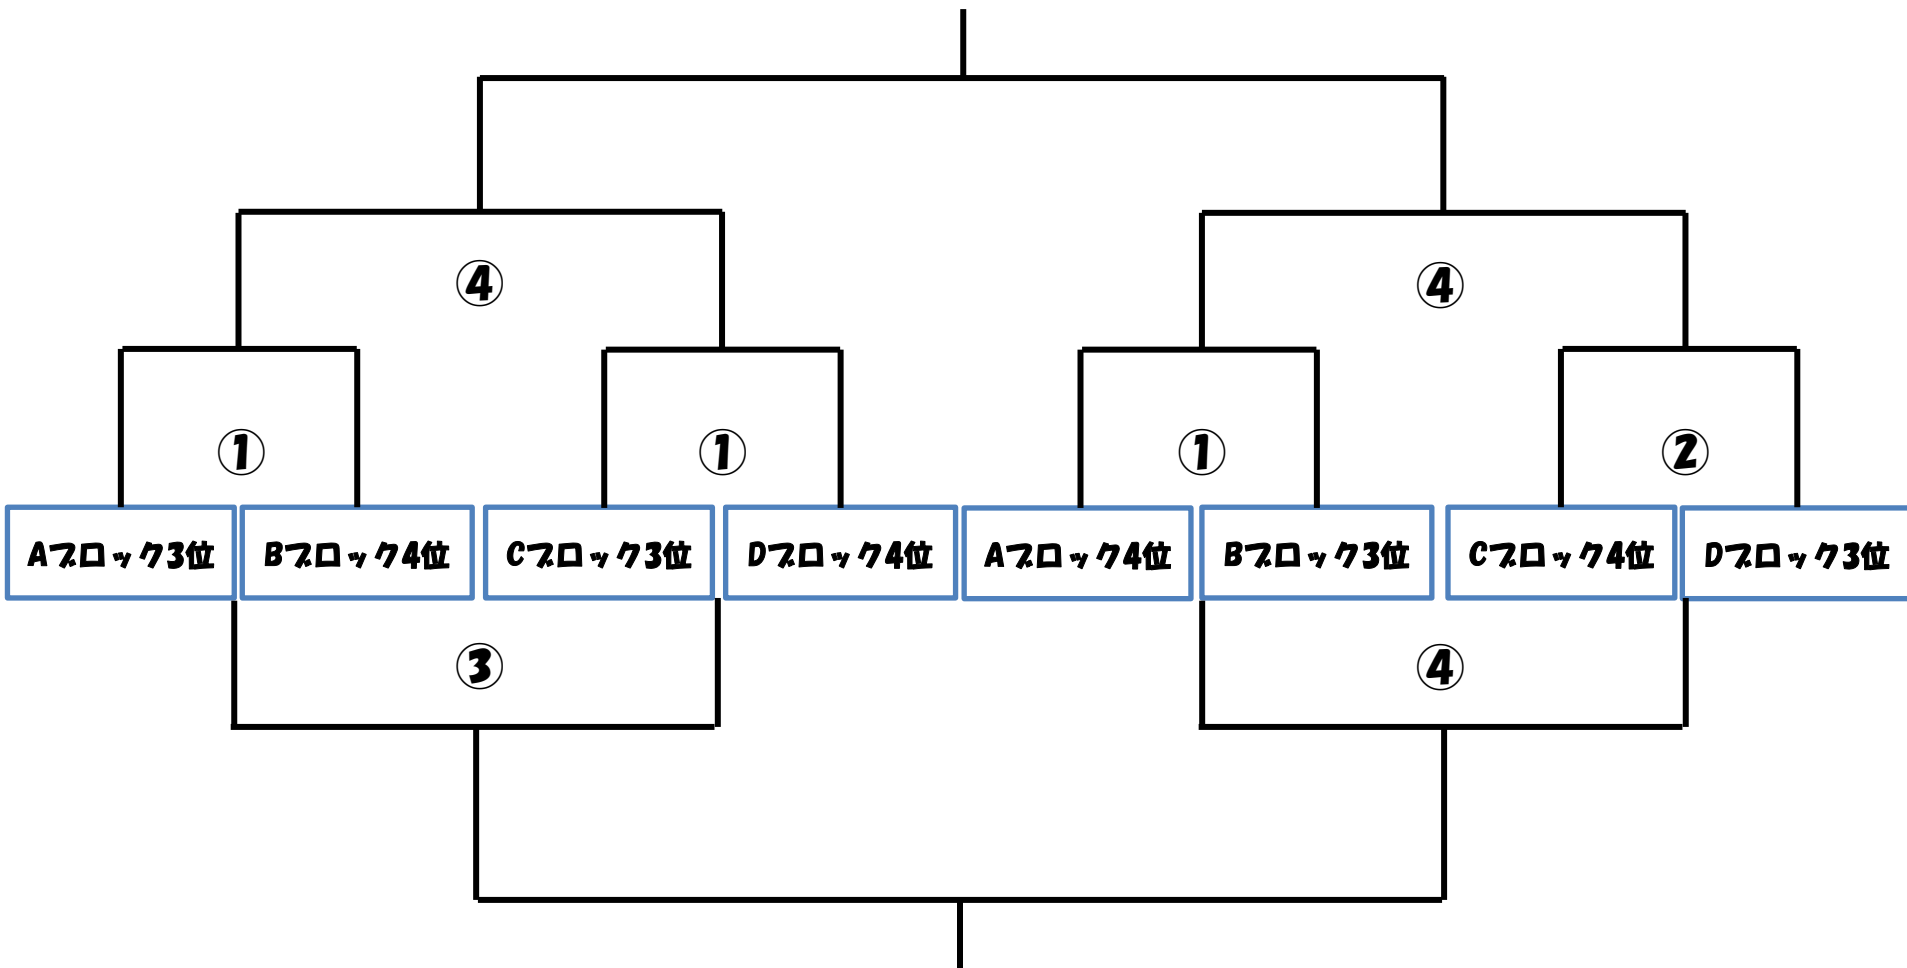 ④
④
①
①
①
②
Aブロック3位
Bブロック4位
Cブロック3位
Dブロック4位
Aブロック4位
Bブロック3位
Cブロック4位
Dブロック3位
③
④